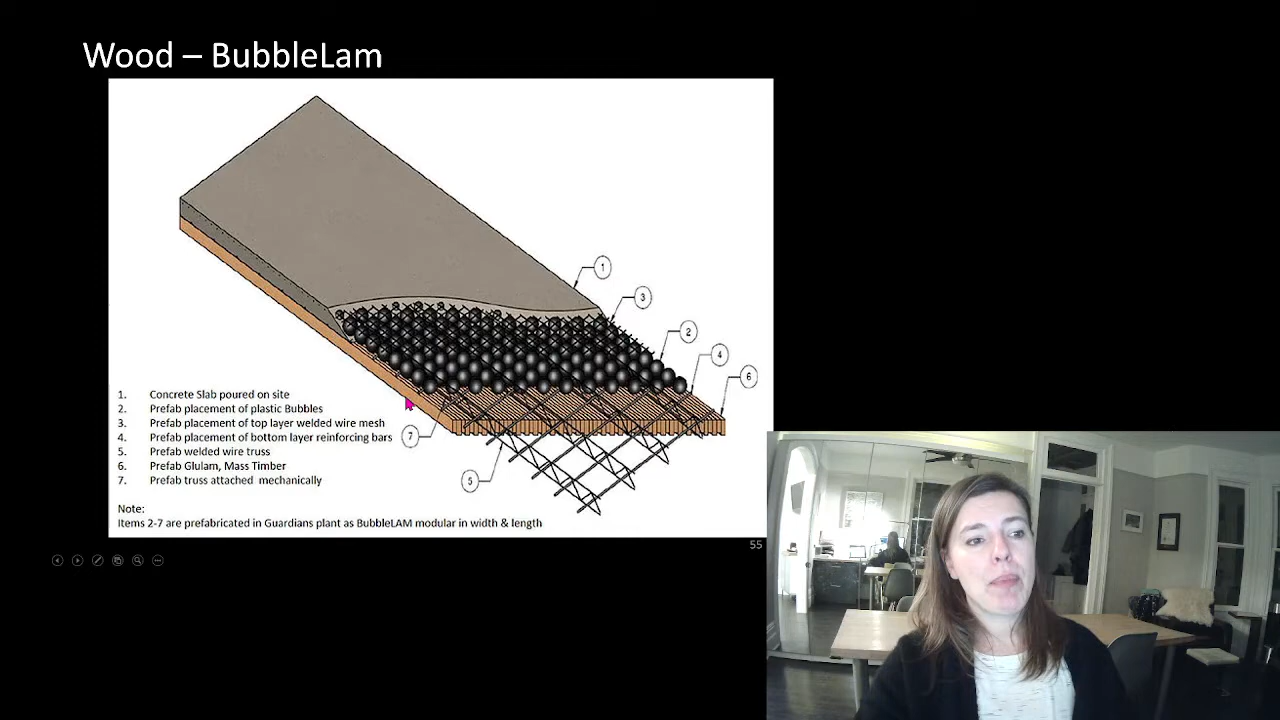 Wood – BubbleLam
1
3
2
4
6
7
5
1. Concrete Slab poured on site
2. Prefab placement of plastic Bubbles
3. Prefab placement of top layer welded wire mesh
4. Prefab placement of bottom layer reinforcing bars
5. Prefab welded wire truss
6. Prefab Glulam, Mass Timber
7. Prefab truss attached mechanically
Note:
Items 2-7 are prefabricated in Guardians plant as BubbleLAM modular in width & length
55